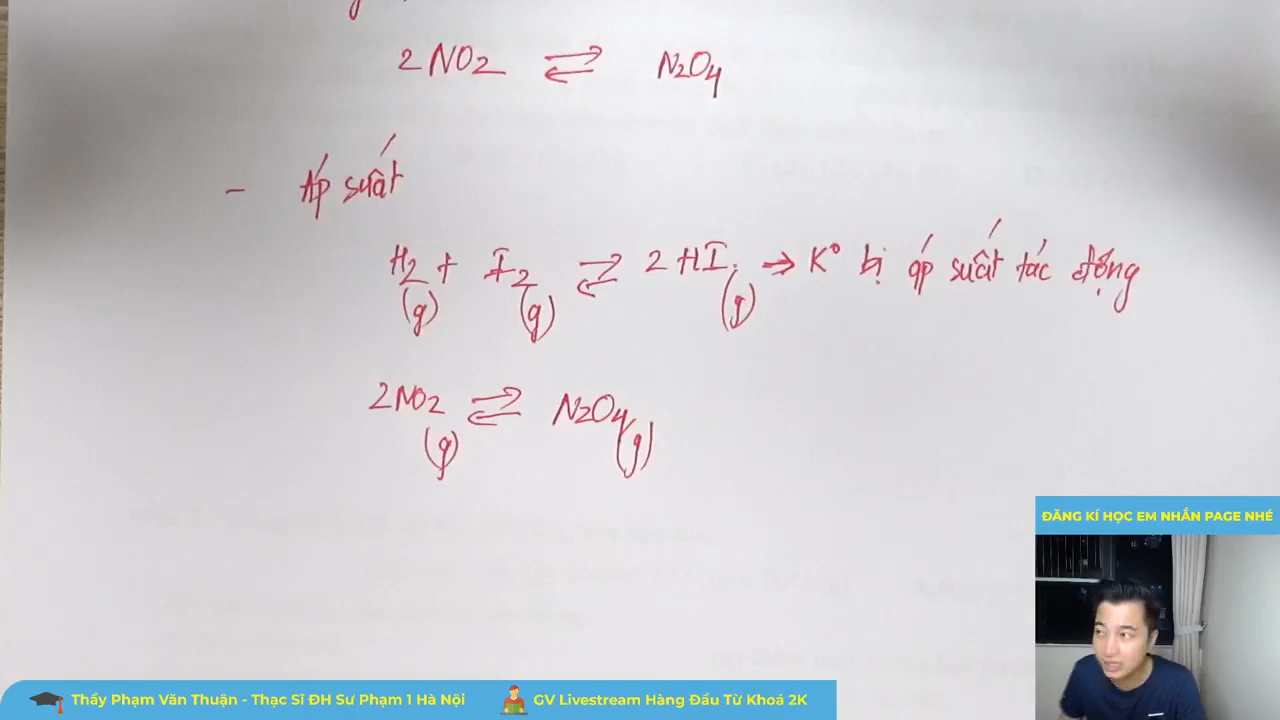 2NO2 ⇌ N2O4
- Áp suất
H2 (g) + I2 (g) ⇌ 2HI (g) → K° bị áp suất tác động
2NO2 (g) ⇌ N2O4 (g)
ĐĂNG KÍ HỌC EM NHẮN PAGE NHÉ
Thầy Phạm Văn Thuận - Thạc Sĩ ĐH Sư Phạm 1 Hà Nội
GV Livestream Hàng Đầu Từ Khoá 2K